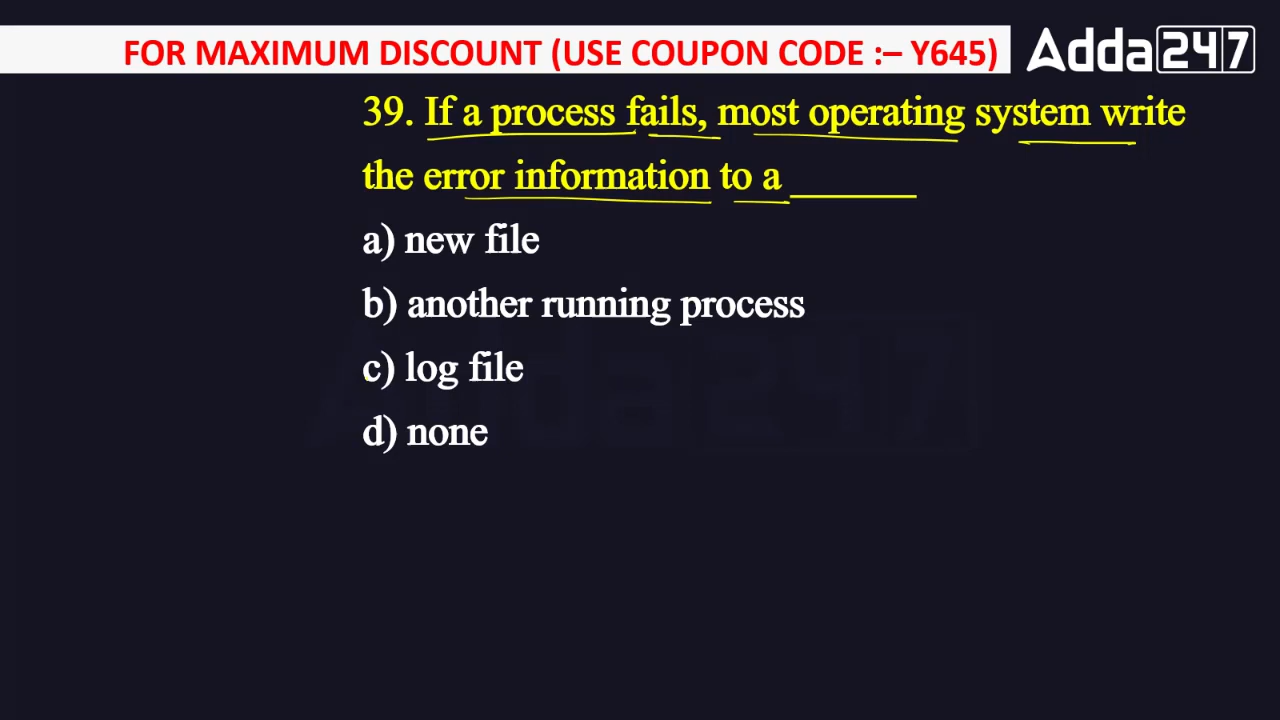 FOR MAXIMUM DISCOUNT (USE COUPON CODE :– Y645)
Adda247
39. If a process fails, most operating system write
the error information to a ______
a) new file
b) another running process
c) log file
d) none
Adda247